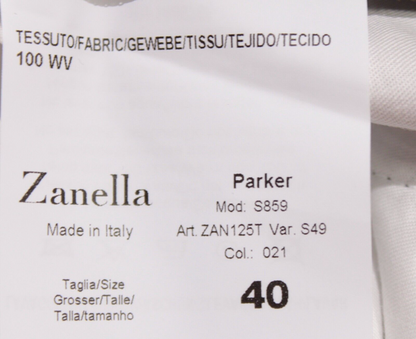 TESSUTO/FABRIC/GEWEBE/TISSU/TEJIDO/TECIDO
100 WV
Zanella
Made in Italy
Parker
Mod: S859
Art. ZAN125T Var. S49
Col.: 021
Taglia/Size
Grosser/Talle/
Talla/tamanho
40